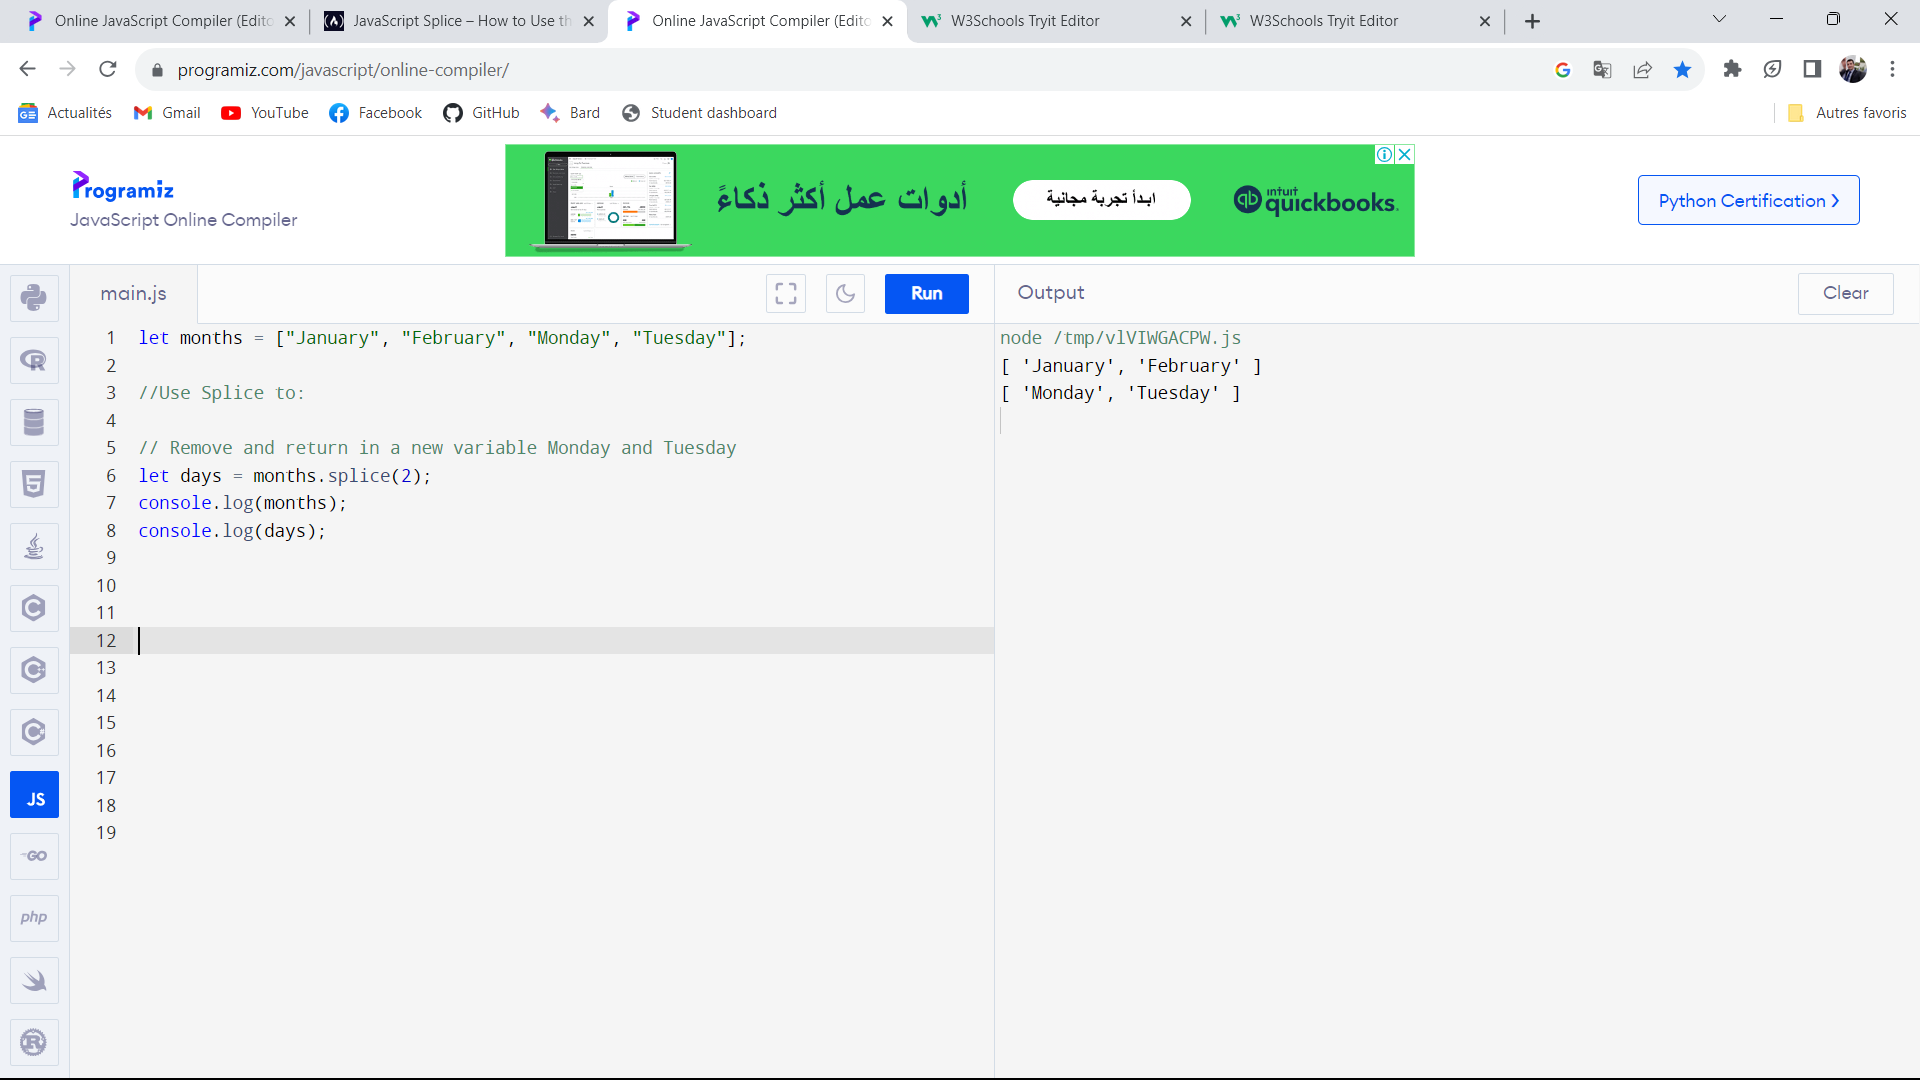 Online JavaScript Compiler (Edito
JavaScript Splice – How to Use th
Online JavaScript Compiler (Edito
W3Schools Tryit Editor
W3Schools Tryit Editor
programiz.com/javascript/online-compiler/
Actualités
Gmail
YouTube
Facebook
GitHub
Bard
Student dashboard
Autres favoris
Programiz
JavaScript Online Compiler
أدوات عمل أكثر ذكاءً
ابدأ تجربة مجانية
intuit
quickbooks.
Python Certification
main.js
Run
Output
Clear
1 let months = ["January", "February", "Monday", "Tuesday"];
2
3 //Use Splice to:
4
5 // Remove and return in a new variable Monday and Tuesday
6 let days = months.splice(2);
7 console.log(months);
8 console.log(days);
9
10
11
12
13
14
15
16
17
18
19
node /tmp/vlVIWGACPW.js
[ 'January', 'February' ]
[ 'Monday', 'Tuesday' ]
JS
GO
php